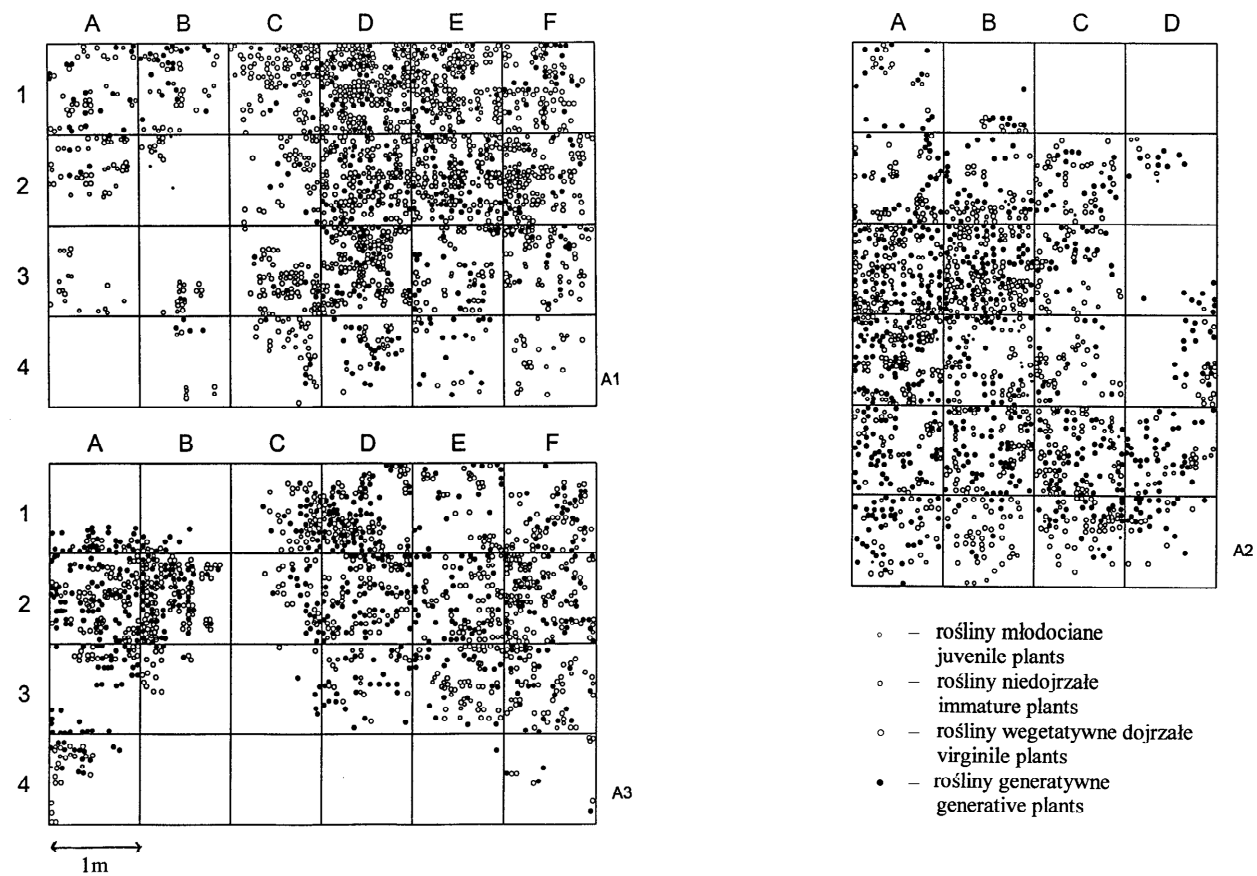 A B C D E F
1
2
3
4
A1
A B C D E F
1
2
3
4
A3
1m
A B C D
A2
– rośliny młodociane
juvenile plants
– rośliny niedojrzałe
immature plants
– rośliny wegetatywne dojrzałe
virginile plants
– rośliny generatywne
generative plants